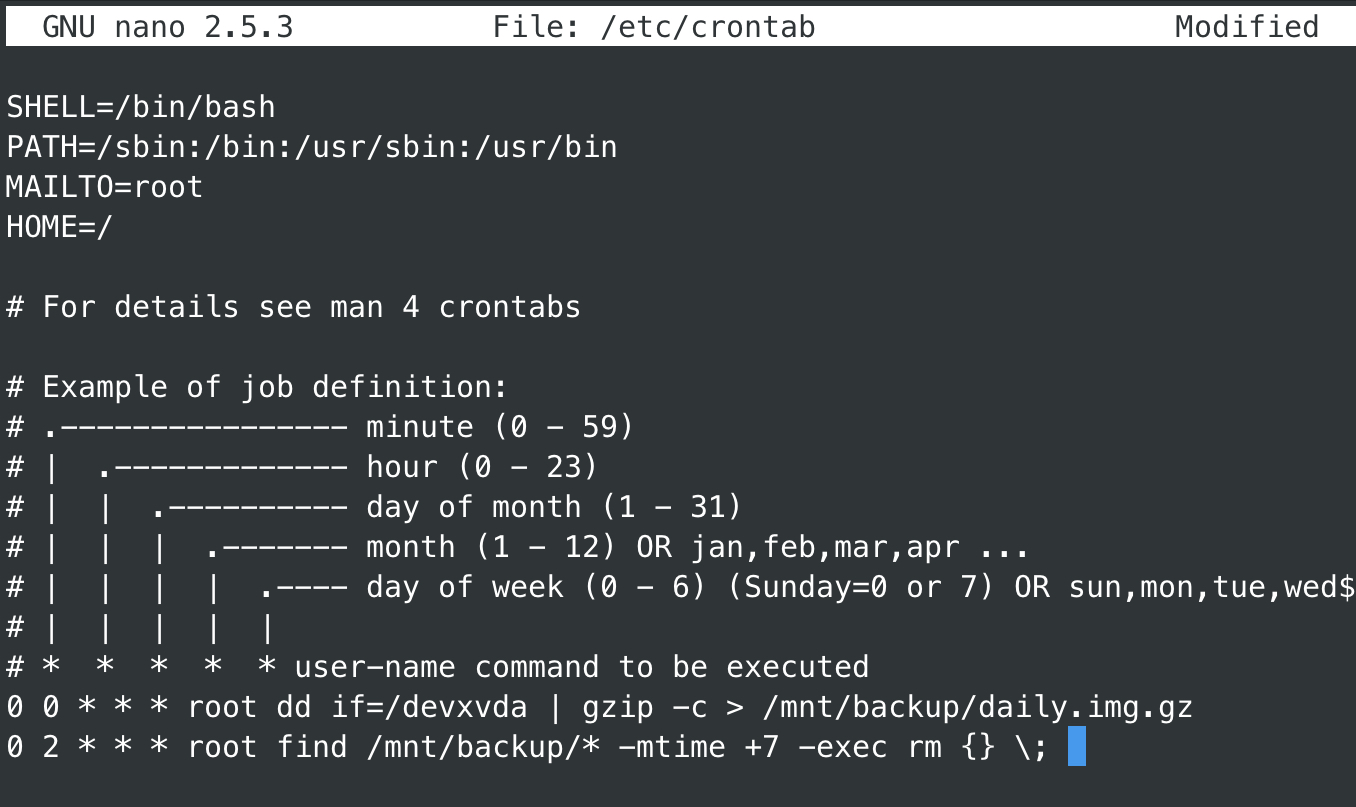 GNU nano 2.5.3 File: /etc/crontab Modified
SHELL=/bin/bash
PATH=/sbin:/bin:/usr/sbin:/usr/bin
MAILTO=root
HOME=/
# For details see man 4 crontabs
# Example of job definition:
# .---------------- minute (0 - 59)
# |  .------------- hour (0 - 23)
# |  |  .---------- day of month (1 - 31)
# |  |  |  .------- month (1 - 12) OR jan,feb,mar,apr ...
# |  |  |  |  .---- day of week (0 - 6) (Sunday=0 or 7) OR sun,mon,tue,wed$
# |  |  |  |  |
# *  *  *  *  * user-name command to be executed
0 0 * * * root dd if=/devxvda | gzip -c > /mnt/backup/daily.img.gz
0 2 * * * root find /mnt/backup/* -mtime +7 -exec rm {} \;